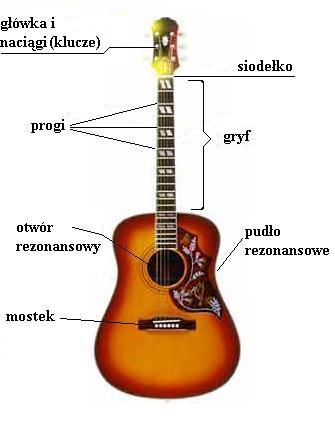 główka i
naciągi (klucze)
siodełko
progi
gryf
otwór
rezonansowy
pudło
rezonansowe
mostek